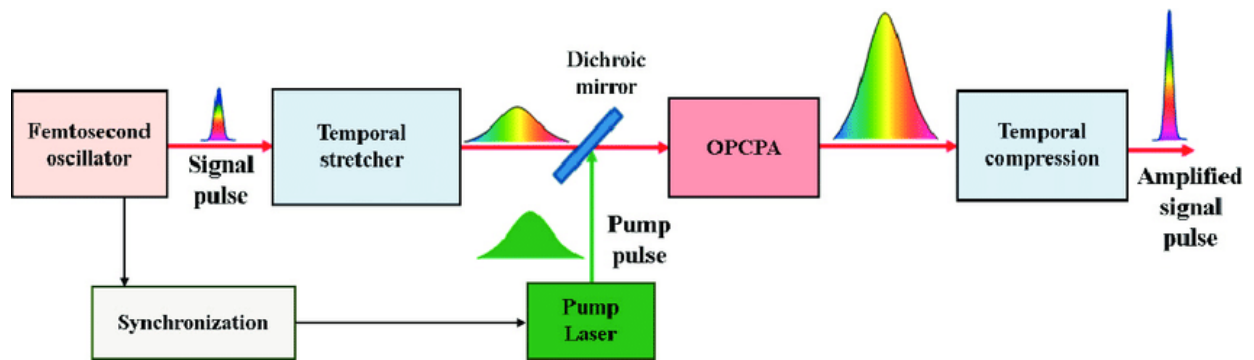 Dichroic
mirror
Femtosecond
oscillator
Signal
pulse
Temporal
stretcher
OPCPA
Temporal
compression
Amplified
signal
pulse
Pump
pulse
Synchronization
Pump
Laser